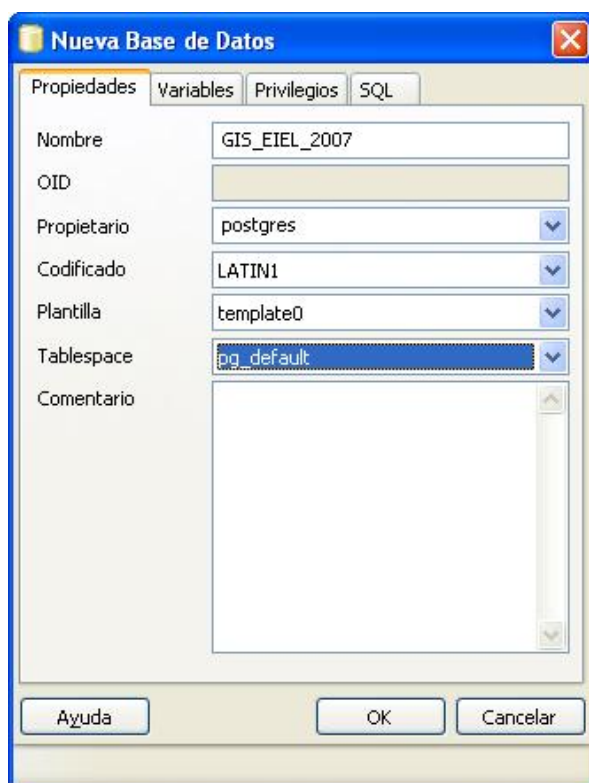 Nueva Base de Datos
Propiedades Variables Privilegios SQL
Nombre GIS_EIEL_2007
OID
Propietario postgres
Codificado LATIN1
Plantilla template0
Tablespace pg_default
Comentario
Ayuda OK Cancelar